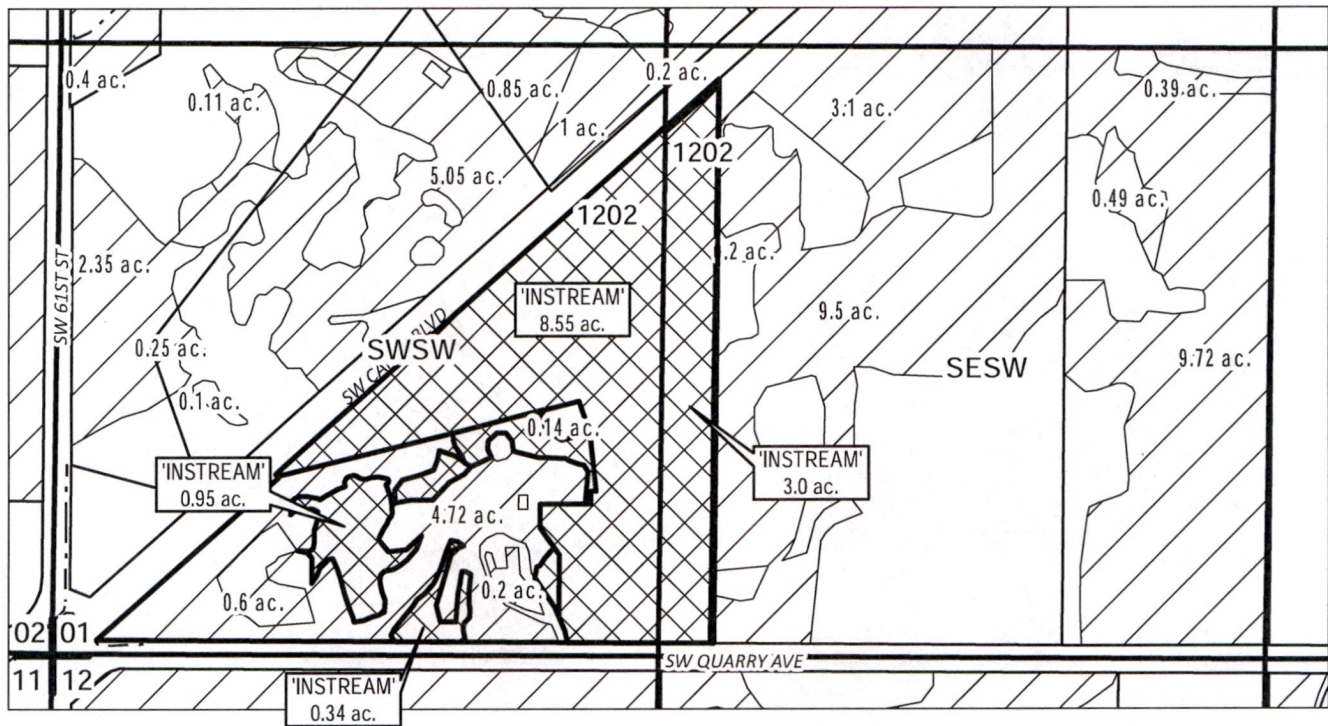 0.4 ac.
0.11 ac.
0.85 ac.
0.2 ac.
3.1 ac.
0.39 ac.
1 ac.
1202
5.05 ac.
0.49 ac.
1202
SW 61ST ST
2.35 ac.
.2 ac.
'INSTREAM'
8.55 ac.
9.5 ac.
0.25 ac.
SWSW
SW CA BLVD
SESW
9.72 ac.
0.1 ac.
0.14 ac.
'INSTREAM'
0.95 ac.
'INSTREAM'
3.0 ac.
4.72 ac.
0.6 ac.
0.2 ac.
02 01
11 12
SW QUARRY AVE
'INSTREAM'
0.34 ac.